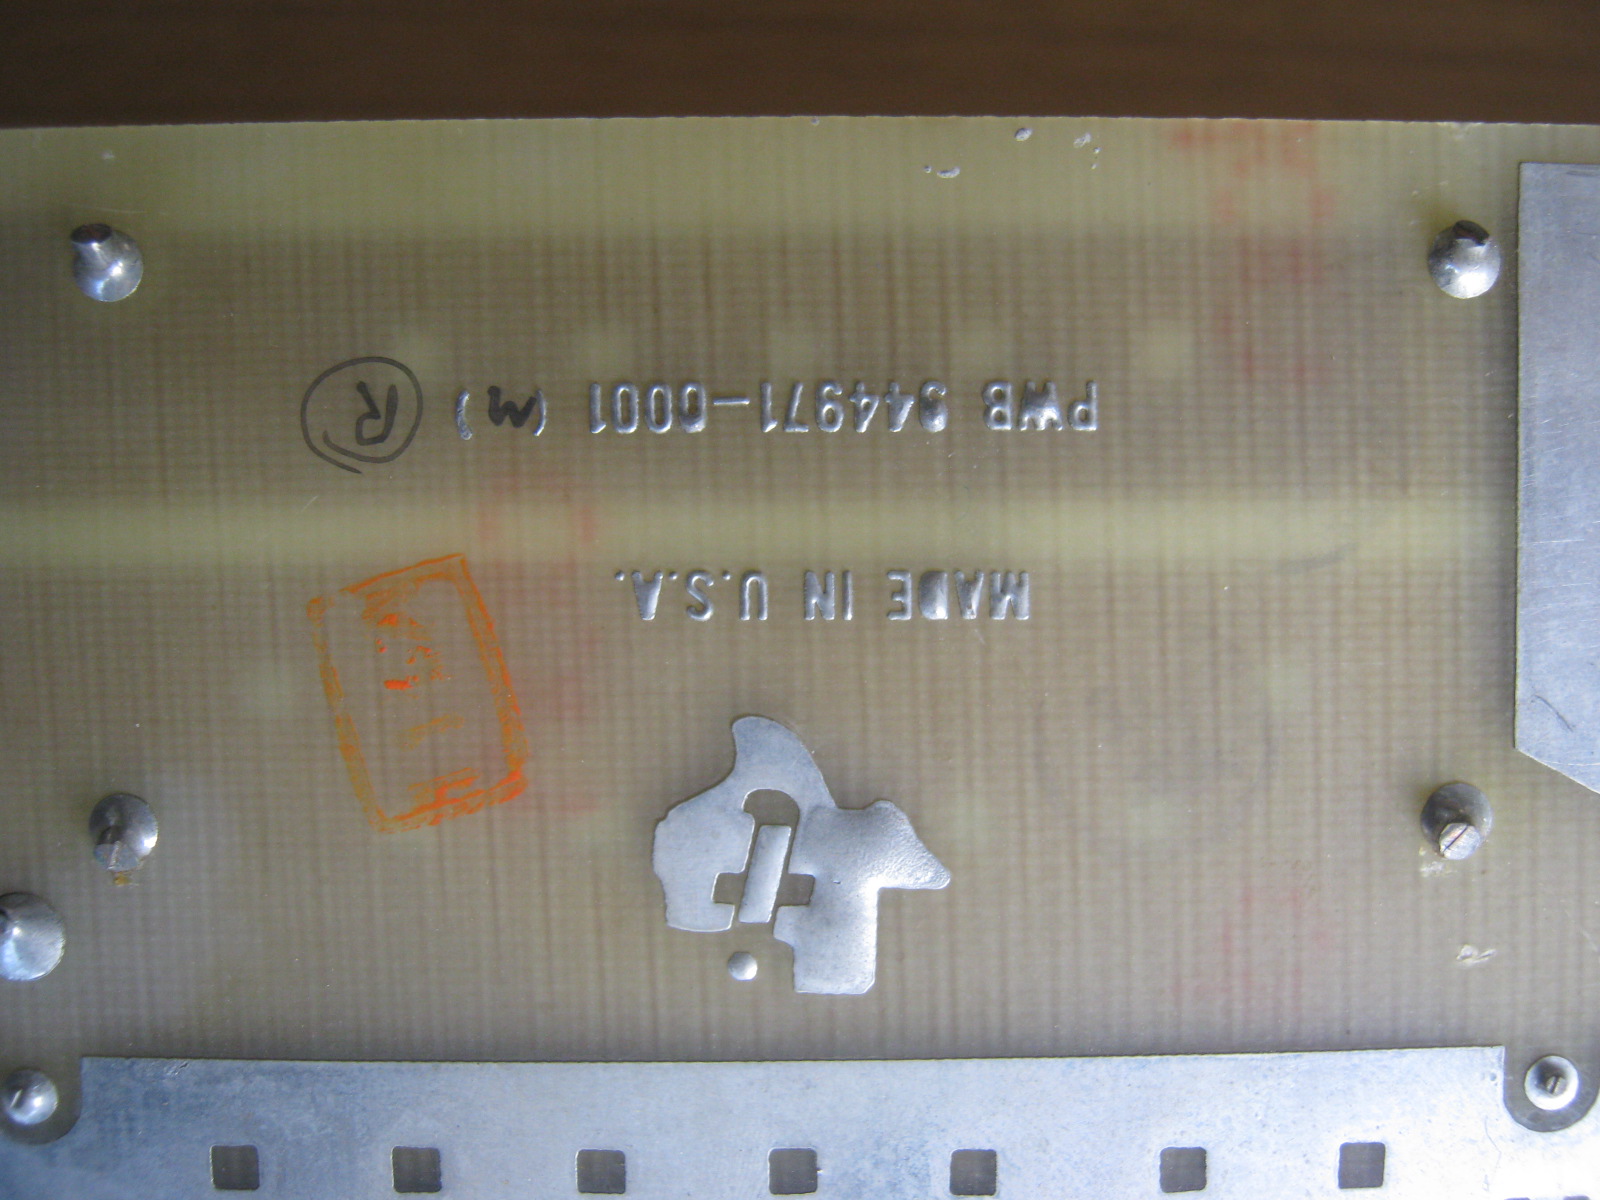 MADE IN U.S.A.
PWB 944971-0001 (M) R